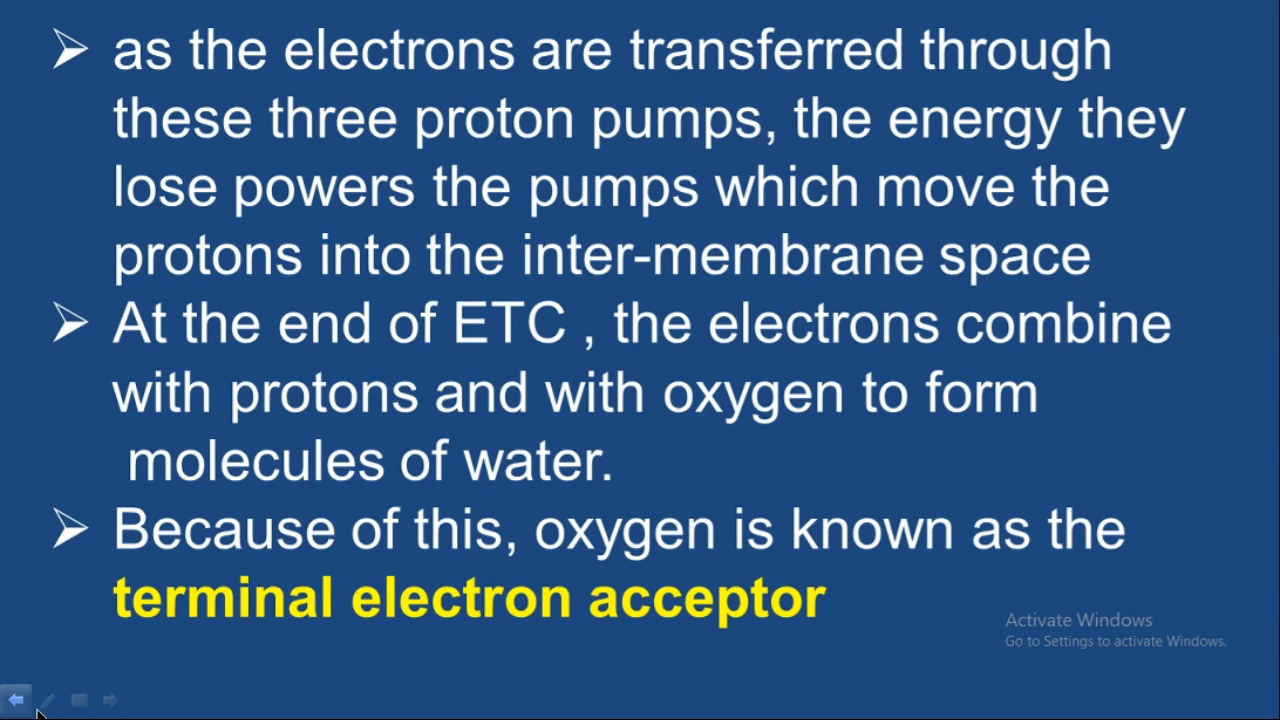 as the electrons are transferred through
these three proton pumps, the energy they
lose powers the pumps which move the
protons into the inter-membrane space
At the end of ETC , the electrons combine
with protons and with oxygen to form
molecules of water.
Because of this, oxygen is known as the
terminal electron acceptor
Activate Windows
Go to Settings to activate Windows.